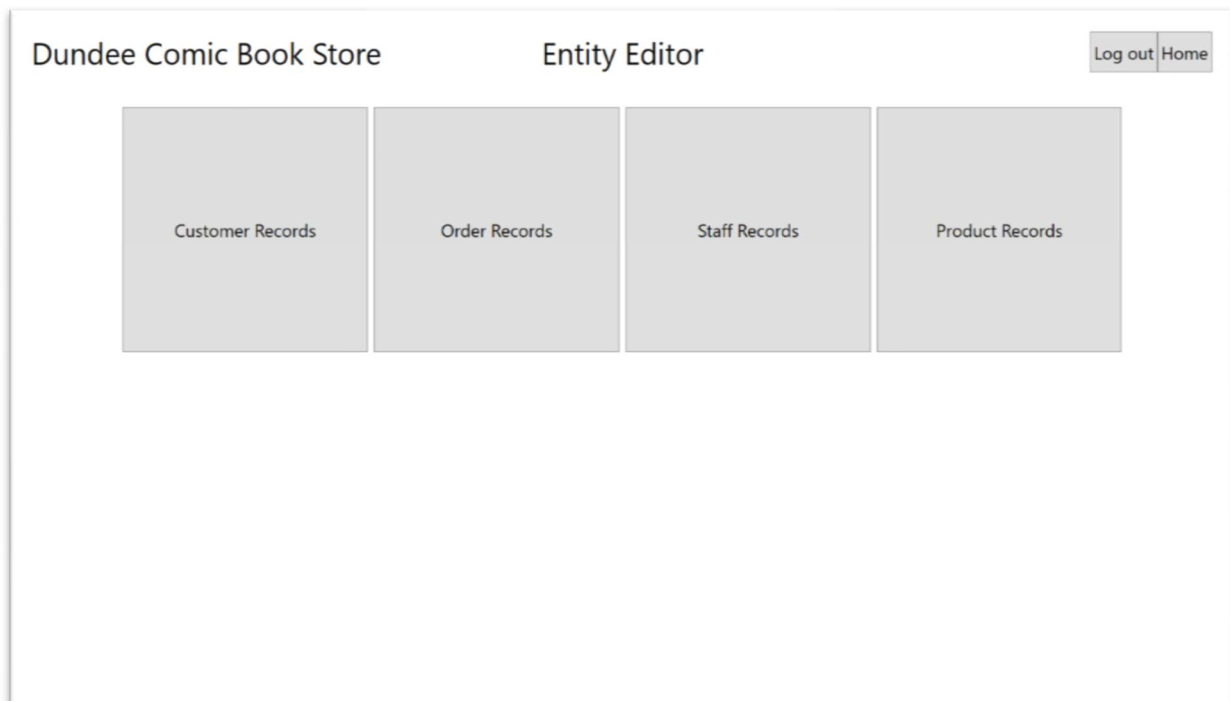 Dundee Comic Book Store Entity Editor Log out Home
Customer Records Order Records Staff Records Product Records